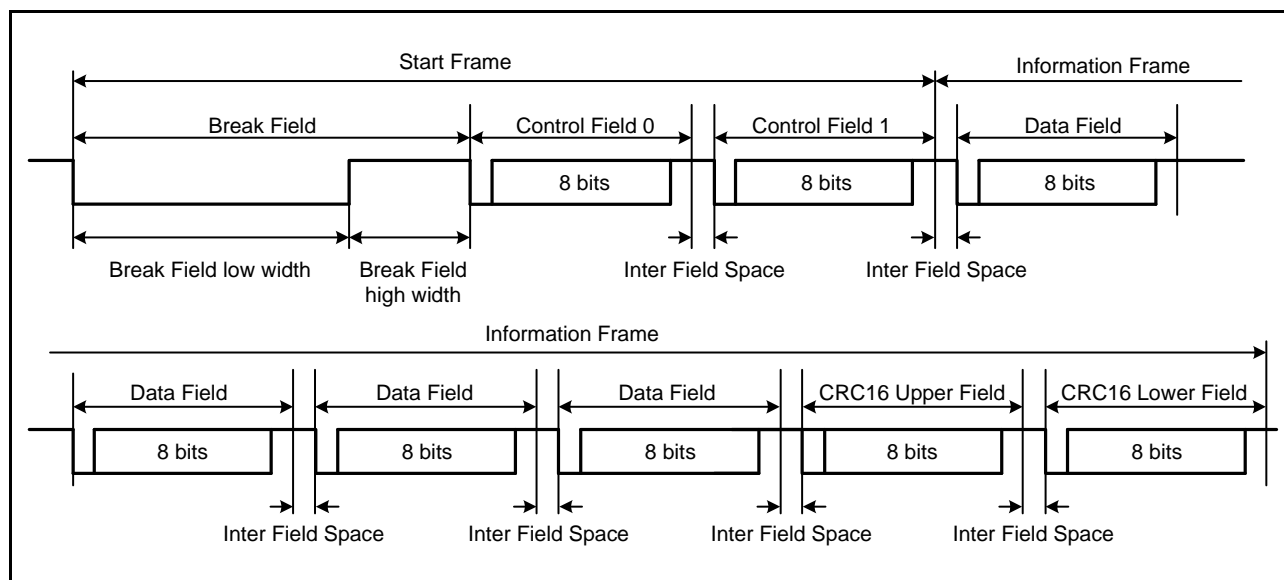 Start Frame
Information Frame
Break Field
Control Field 0
Control Field 1
Data Field
8 bits
8 bits
8 bits
Break Field low width
Break Field
high width
Inter Field Space
Inter Field Space
Information Frame
Data Field
Data Field
Data Field
CRC16 Upper Field
CRC16 Lower Field
8 bits
8 bits
8 bits
8 bits
8 bits
Inter Field Space
Inter Field Space
Inter Field Space
Inter Field Space